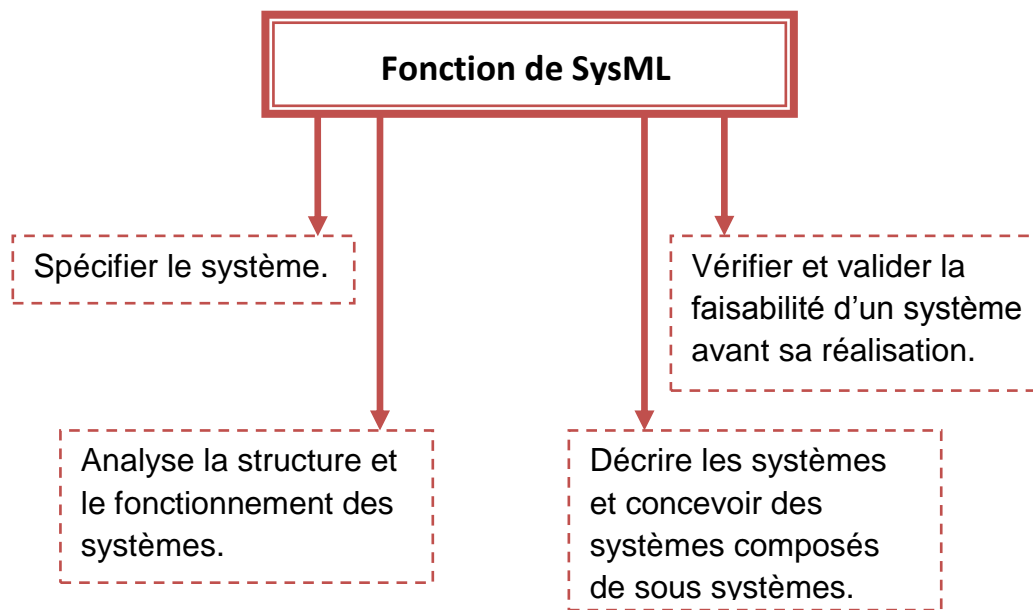 Fonction de SysML
Spécifier le système.
Vérifier et valider la
faisabilité d’un système
avant sa réalisation.
Analyse la structure et
le fonctionnement des
systèmes.
Décrire les systèmes
et concevoir des
systèmes composés
de sous systèmes.